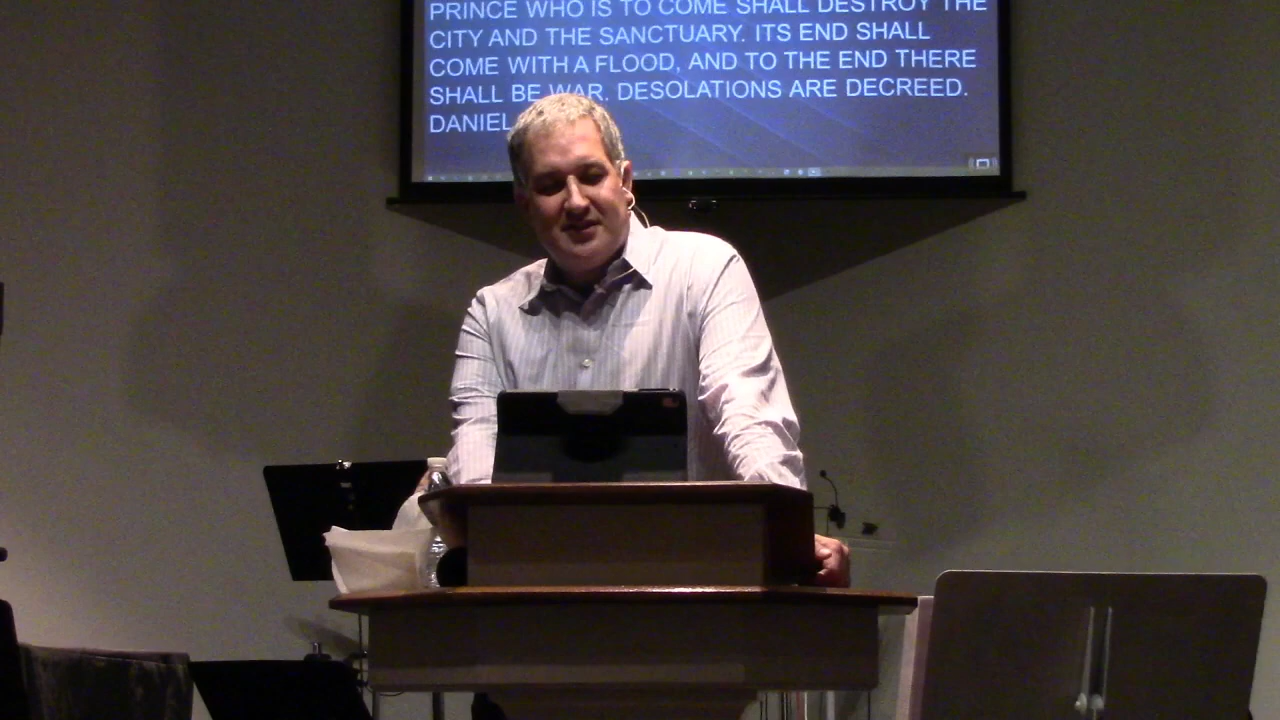 PRINCE WHO IS TO COME SHALL DESTROY THE
CITY AND THE SANCTUARY. ITS END SHALL
COME WITH A FLOOD, AND TO THE END THERE
SHALL BE WAR. DESOLATIONS ARE DECREED.
DANIEL